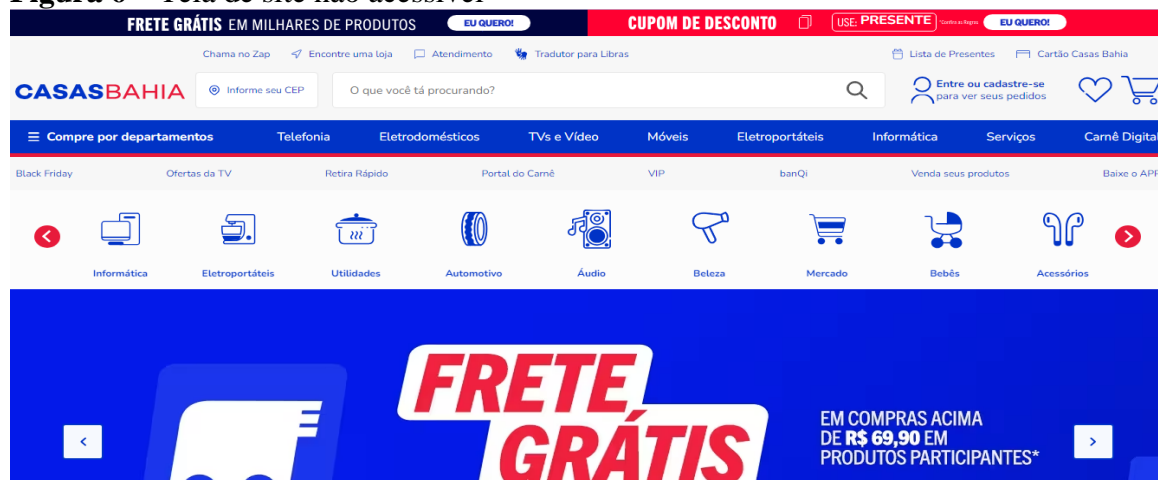 Figura 6 – Tela de site não acessível
FRETE GRÁTIS EM MILHARES DE PRODUTOS EU QUERO! CUPOM DE DESCONTO USE: PRESENTE *Confira as Regras EU QUERO!
Chama no Zap Encontre uma loja Atendimento Tradutor para Libras Lista de Presentes Cartão Casas Bahia
CASASBAHIA Informe seu CEP O que você tá procurando? Entre ou cadastre-se
para ver seus pedidos
Compre por departamentos Telefonia Eletrodomésticos TVs e Vídeo Móveis Eletroportáteis Informática Serviços Carnê Digital
Black Friday Ofertas da TV Retira Rápido Portal do Carnê VIP banQi Venda seus produtos Baixe o APP
Informática Eletroportáteis Utilidades Automotivo Áudio Beleza Mercado Bebês Acessórios
FRETE
GRÁTIS
EM COMPRAS ACIMA
DE R$ 69,90 EM
PRODUTOS PARTICIPANTES*